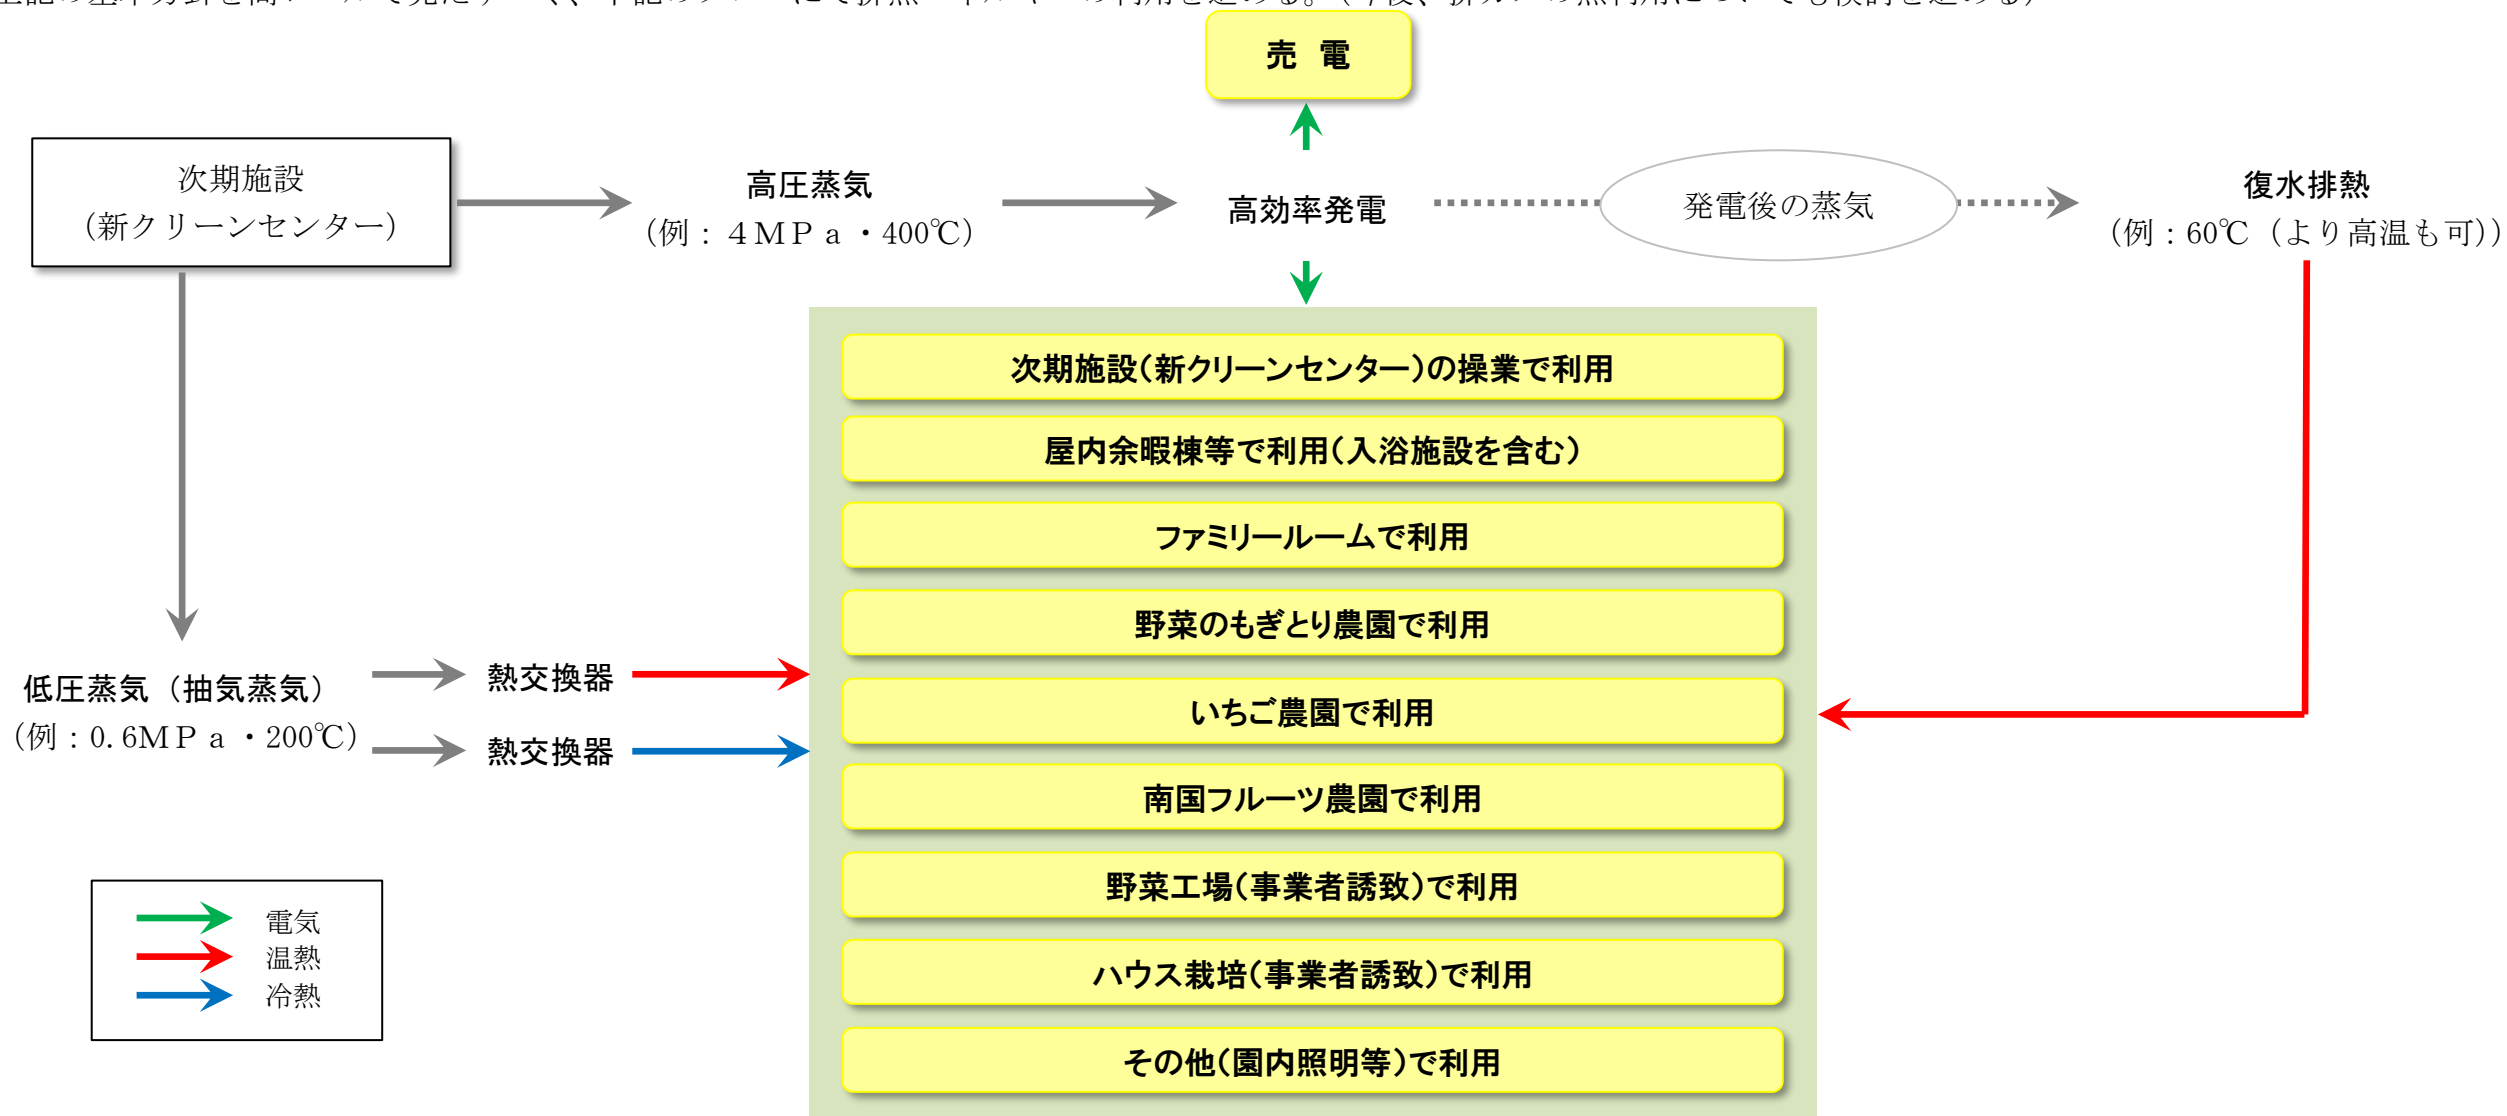 売　電
次期施設
（新クリーンセンター）
高圧蒸気
（例：４ＭＰａ・400℃）
高効率発電
発電後の蒸気
復水排熱
（例：60℃（より高温も可））
次期施設（新クリーンセンター）の操業で利用
屋内余暇棟等で利用（入浴施設を含む）
ファミリールームで利用
野菜のもぎとり農園で利用
いちご農園で利用
南国フルーツ農園で利用
野菜工場（事業者誘致）で利用
ハウス栽培（事業者誘致）で利用
その他（園内照明等）で利用
低圧蒸気（抽気蒸気）
（例：0.6ＭＰａ・200℃）
熱交換器
熱交換器
電気
温熱
冷熱